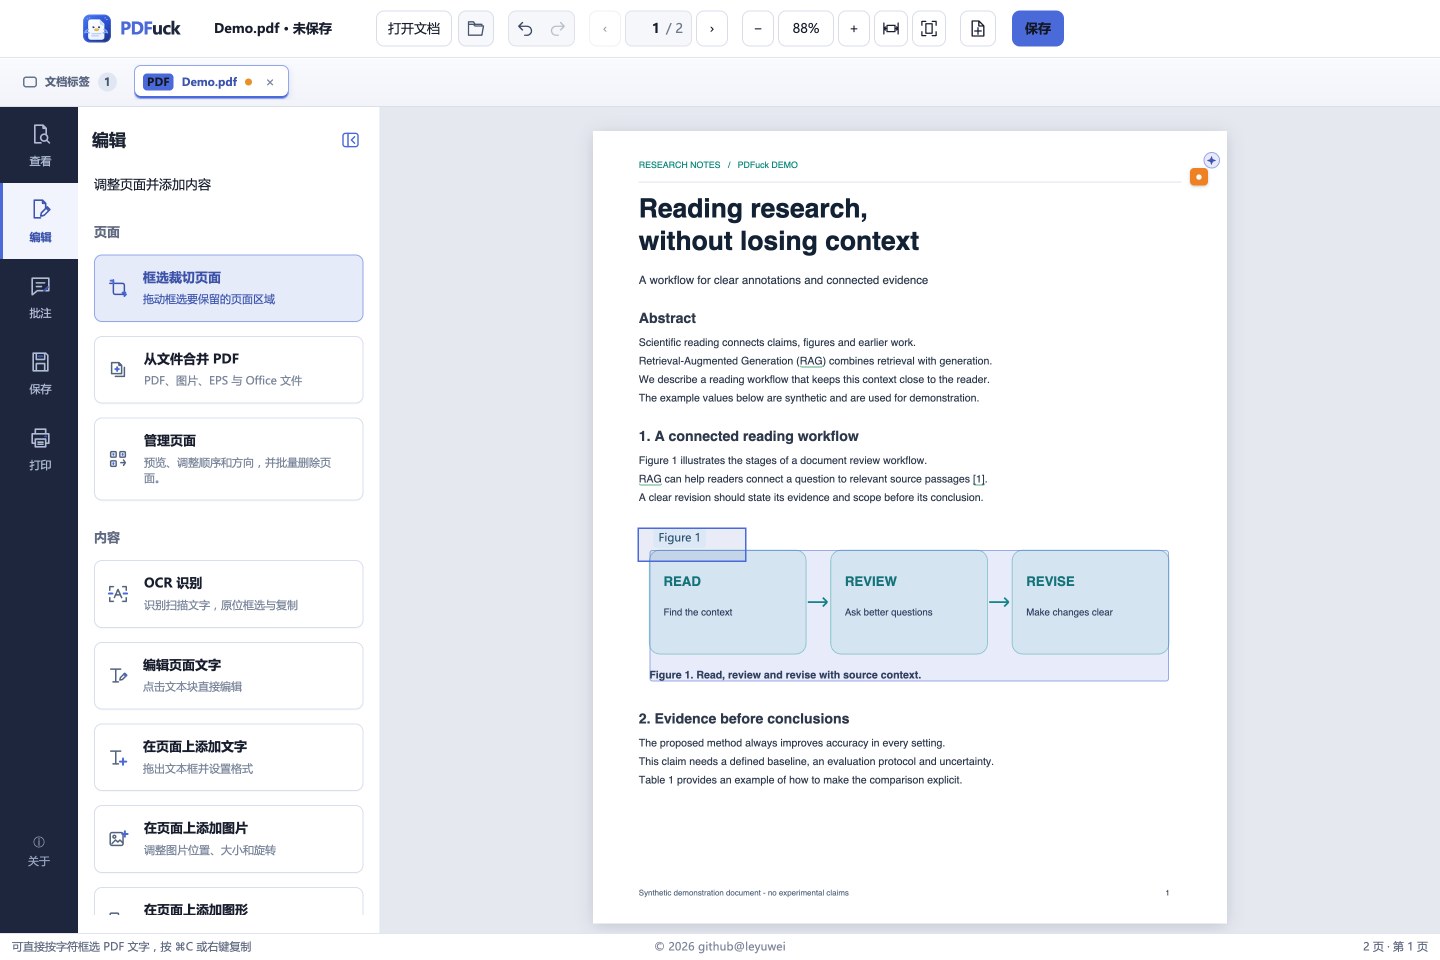 PDFuck
Demo.pdf • 未保存
打开文档
1 / 2
88%
保存
文档标签 1
PDF Demo.pdf
查看
编辑
批注
保存
打印
关于
编辑
调整页面并添加内容
页面
框选裁切页面
拖动框选要保留的页面区域
从文件合并 PDF
PDF、图片、EPS 与 Office 文件
管理页面
预览、调整顺序和方向，并批量删除页
面。
内容
OCR 识别
识别扫描文字，原位框选与复制
编辑页面文字
点击文本块直接编辑
在页面上添加文字
拖出文本框并设置格式
在页面上添加图片
调整图片位置、大小和旋转
在页面上添加图形
RESEARCH NOTES / PDFuck DEMO
Reading research,
without losing context
A workflow for clear annotations and connected evidence
Abstract
Scientific reading connects claims, figures and earlier work.
Retrieval-Augmented Generation (RAG) combines retrieval with generation.
We describe a reading workflow that keeps this context close to the reader.
The example values below are synthetic and are used for demonstration.
1. A connected reading workflow
Figure 1 illustrates the stages of a document review workflow.
RAG can help readers connect a question to relevant source passages [1].
A clear revision should state its evidence and scope before its conclusion.
Figure 1
READ
Find the context
REVIEW
Ask better questions
REVISE
Make changes clear
Figure 1. Read, review and revise with source context.
2. Evidence before conclusions
The proposed method always improves accuracy in every setting.
This claim needs a defined baseline, an evaluation protocol and uncertainty.
Table 1 provides an example of how to make the comparison explicit.
Synthetic demonstration document - no experimental claims
1
可直接按字符框选 PDF 文字，按 ⌘C 或右键复制
© 2026 github@leyuwei
2 页 · 第 1 页